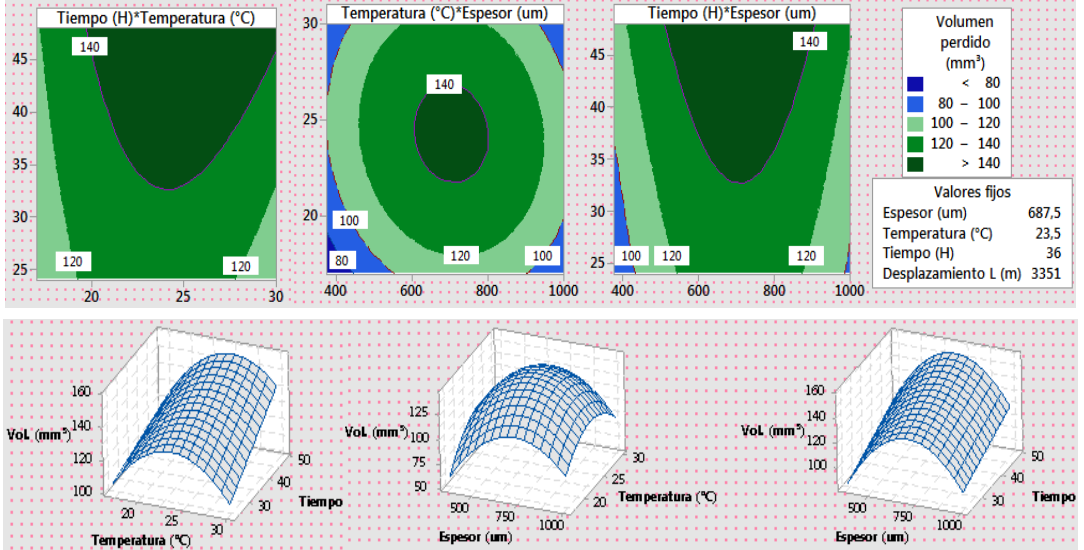 Tiempo (H)*Temperatura (°C)
45
40
35
30
25
20
25
30
140
120
120
Temperatura (°C)*Espesor (um)
30
25
20
400
600
800
1000
140
100
80
120
100
Tiempo (H)*Espesor (um)
45
40
35
30
25
400
600
800
1000
140
100
120
120
Volumen
perdido
(mm³)
< 80
80 – 100
100 – 120
120 – 140
> 140
Valores fijos
Espesor (um) 687,5
Temperatura (°C) 23,5
Tiempo (H) 36
Desplazamiento L (m) 3351
160
140
120
100
Vol. (mm³)
20
25
30
Temperatura (°C)
30
40
50
Tiempo
125
100
75
50
Vol. (mm³)
500
750
1000
Espesor (um)
20
25
30
Temperatura (°C)
160
140
120
100
Vol. (mm³)
500
750
1000
Espesor (um)
30
40
50
Tiempo